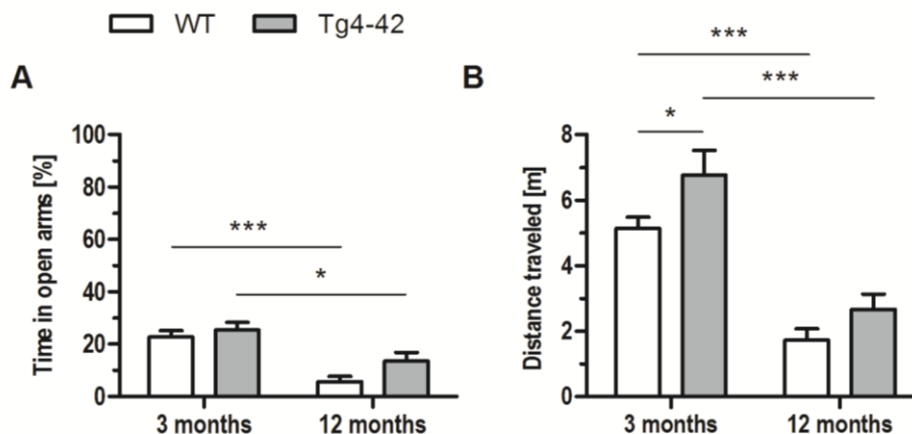 WT Tg4-42
A
Time in open arms [%]
100
80
60
40
20
0
***
*
3 months 12 months
B
Distance traveled [m]
8
6
4
2
0
***
***
*
3 months 12 months